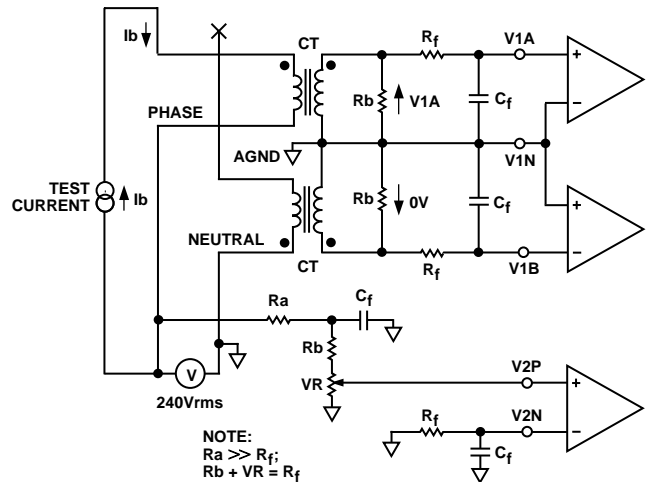 Ib
CT
Rf
V1A
+
Rb
V1A
Cf
−
PHASE
AGND
V1N
TEST
CURRENT
Ib
Rb
0V
Cf
+
NEUTRAL
−
CT
Rf
V1B
Ra
Cf
Rb
VR
V2P
+
V
240Vrms
Rf
V2N
−
Cf
NOTE:
Ra >> Rf;
Rb + VR = Rf